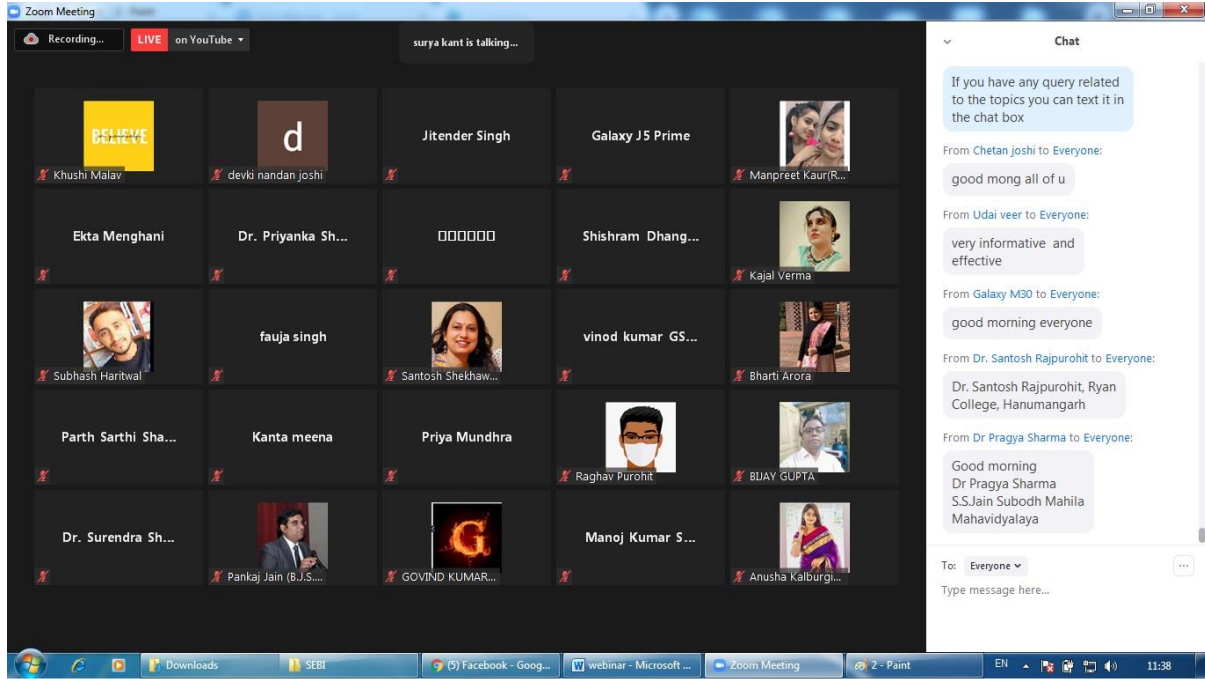 Zoom Meeting
Recording...
LIVE on YouTube
surya kant is talking...
BELIEVE
Khushi Malav
d
devki nandan joshi
Jitender Singh
Galaxy J5 Prime
Manpreet Kaur(R...
Ekta Menghani
Dr. Priyanka Sh...
Shishram Dhang...
Kajal Verma
Subhash Haritwal
fauja singh
Santosh Shekhaw...
vinod kumar GS...
Bharti Arora
Parth Sarthi Sha...
Kanta meena
Priya Mundhra
Raghav Purohit
BIJAY GUPTA
Dr. Surendra Sh...
Pankaj Jain (B.J.S....
G
GOVIND KUMAR...
Manoj Kumar S...
Anusha Kalburgi...
Chat
If you have any query related
to the topics you can text it in
the chat box
From Chetan joshi to Everyone:
good mong all of u
From Udai veer to Everyone:
very informative and
effective
From Galaxy M30 to Everyone:
good morning everyone
From Dr. Santosh Rajpurohit to Everyone:
Dr. Santosh Rajpurohit, Ryan
College, Hanumangarh
From Dr Pragya Sharma to Everyone:
Good morning
Dr Pragya Sharma
S.S.Jain Subodh Mahila
Mahavidyalaya
To: Everyone
Type message here...
Downloads
SEBI
(5) Facebook - Goog...
webinar - Microsoft ...
Zoom Meeting
2 - Paint
EN
11:38